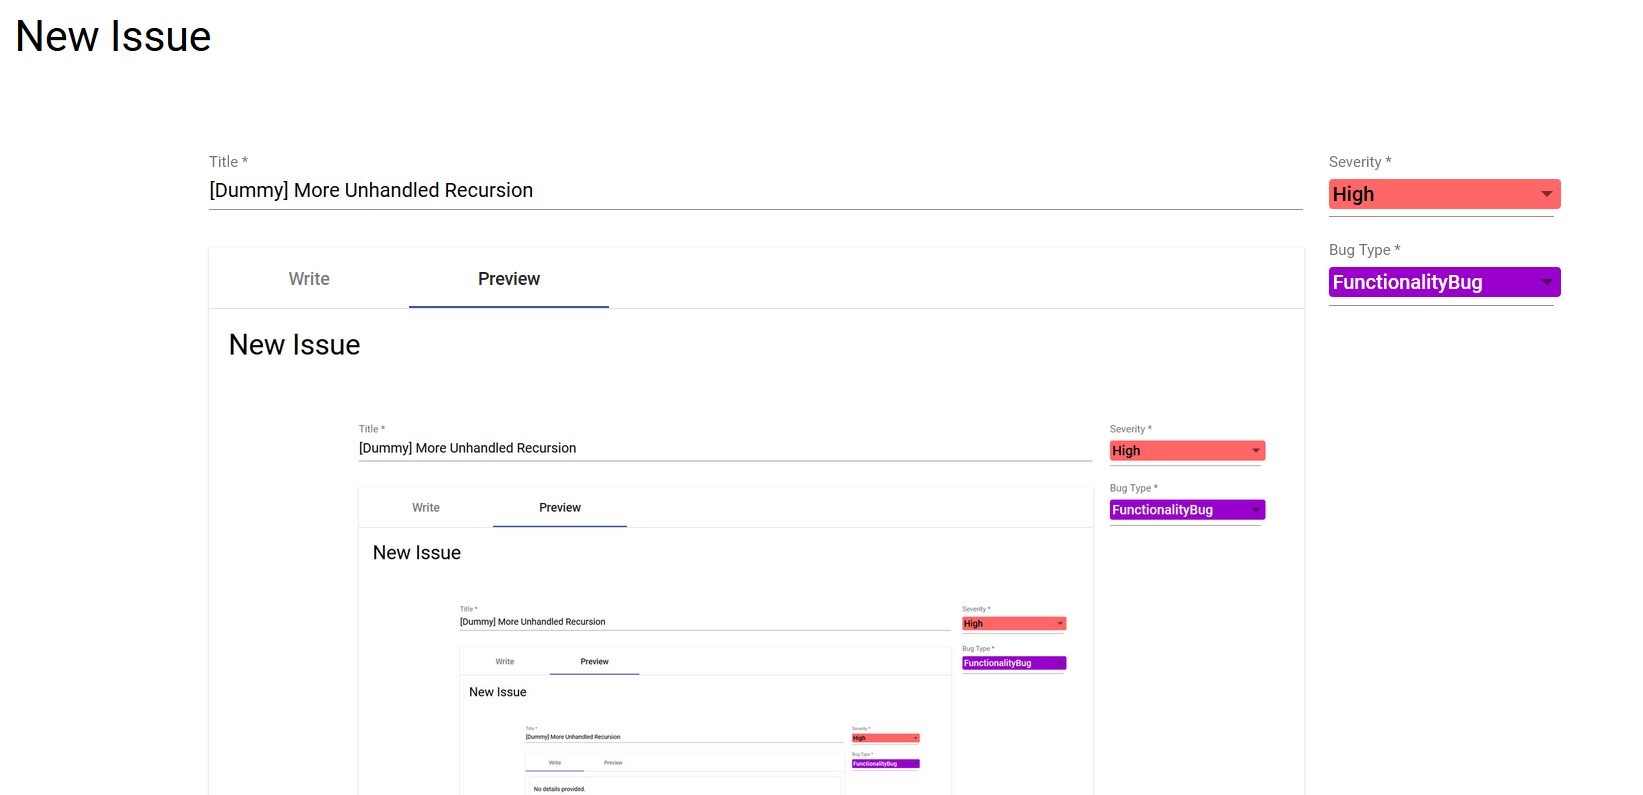 New Issue
Title *
[Dummy] More Unhandled Recursion
Severity *
High
Bug Type *
FunctionalityBug
Write Preview
New Issue
Title *
[Dummy] More Unhandled Recursion
Severity *
High
Bug Type *
FunctionalityBug
Write Preview
New Issue
Title *
[Dummy] More Unhandled Recursion
Severity *
High
Bug Type *
FunctionalityBug
Write Preview
New Issue
Title *
[Dummy] More Unhandled Recursion
Severity *
High
Bug Type *
FunctionalityBug
Write Preview
No details provided.